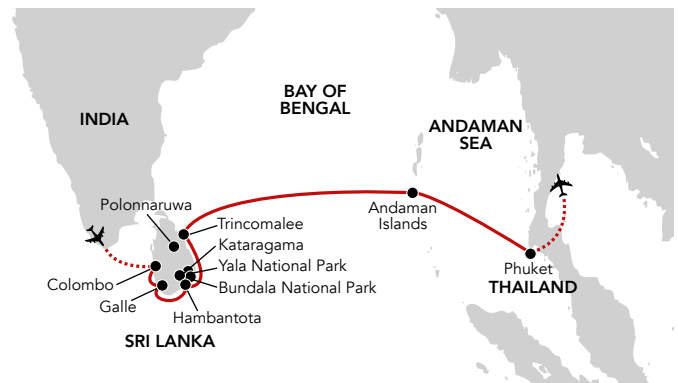 BAY OF
BENGAL
INDIA
ANDAMAN
SEA
Polonnaruwa
Trincomalee
Andaman
Islands
Kataragama
Yala National Park
Phuket
Colombo
Bundala National Park
THAILAND
Galle
Hambantota
SRI LANKA